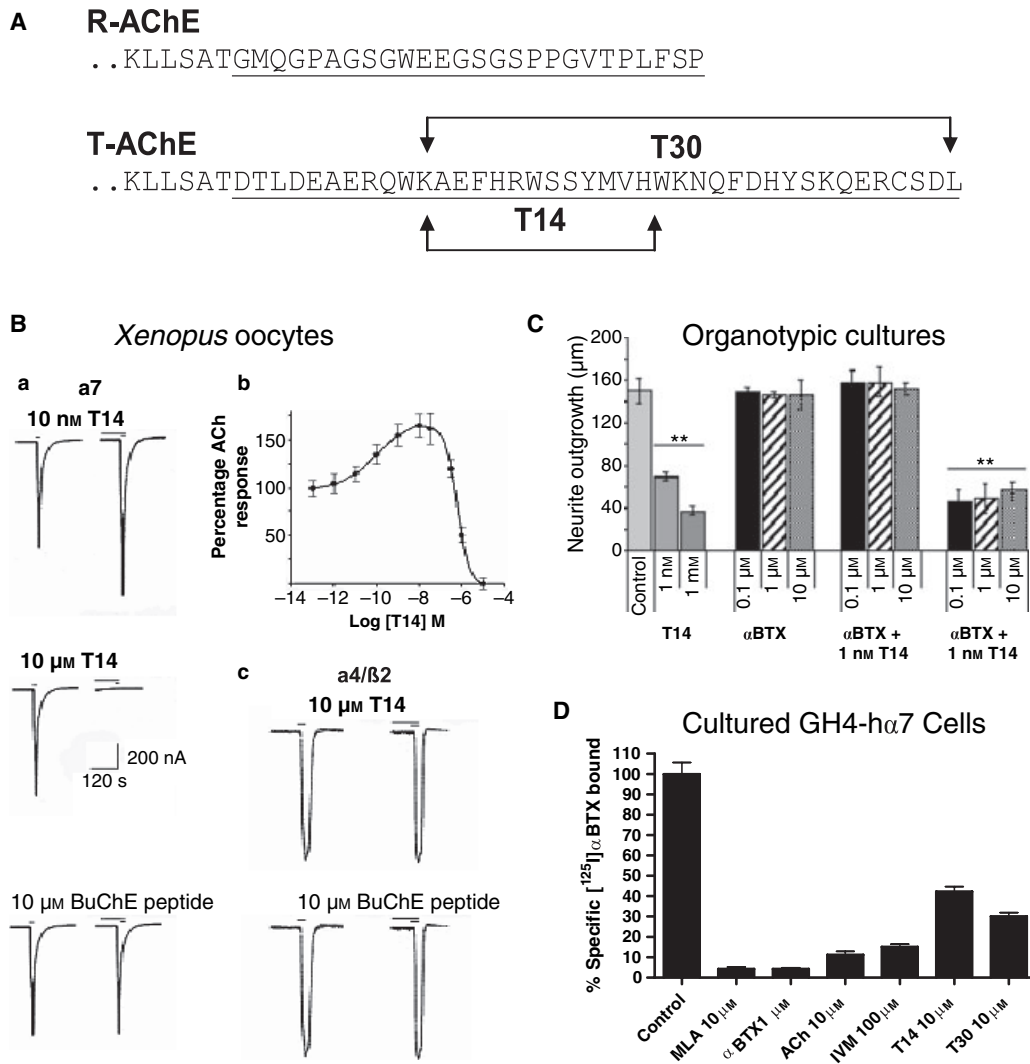 A
R-AChE
..KLLSATGMQGPAGSGWEEGSGSPPGVTPLFSP
T-AChE
T30
..KLLSATDTLDEAERQWKAEFHRWSSYMVHWKNQFDHYSKQERCSDL
T14
B
Xenopus oocytes
a
a7
10 nM T14
b
Percentage ACh response
150
100
50
−14 −12 −10 −8 −6 −4
Log [T14] M
10 μM T14
200 nA
120 s
c
a4/ß2
10 μM T14
10 μM BuChE peptide
10 μM BuChE peptide
C
Organotypic cultures
Neurite outgrowth (μm)
200
160
120
80
40
0
** **
Control 1 nM 1 mM 0.1 μM 1 μM 10 μM 0.1 μM 1 μM 10 μM 0.1 μM 1 μM 10 μM
T14 αBTX αBTX + 1 nM T14 αBTX + 1 nM T14
D
Cultured GH4-hα7 Cells
% Specific [125I]αBTX bound
110
100
90
80
70
60
50
40
30
20
10
0
Control MLA 10 μM α BTX1 μM ACh 10 μM IVM 100μM T14 10 μM T30 10 μM